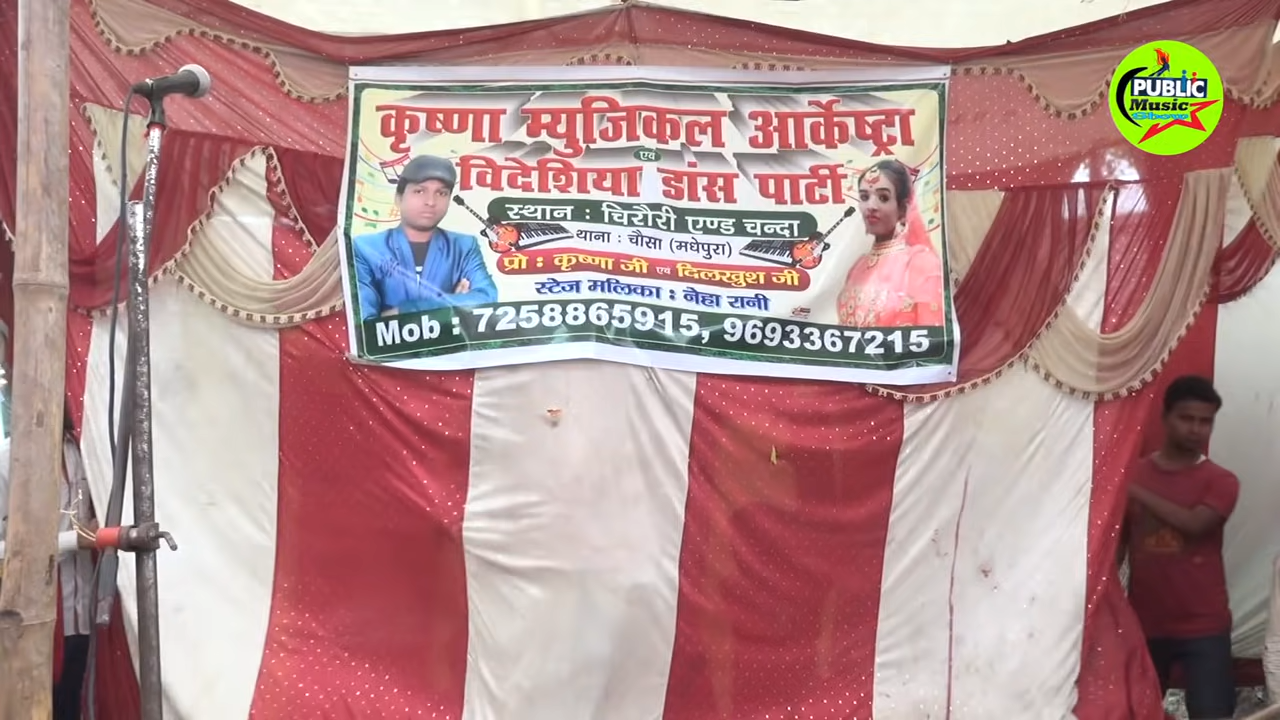 कृष्णा म्युजिकल आर्केष्ट्रा
एवं
विदेशिया डांस पार्टी
स्थान : चिरौरी एण्ड चन्दा
थाना : चौसा (मधेपुरा)
प्रो : कृष्णा जी एवं दिलखुश जी
स्टेज मलिका : नेहा रानी
Mob : 7258865915, 9693367215
PUBLIC
Music